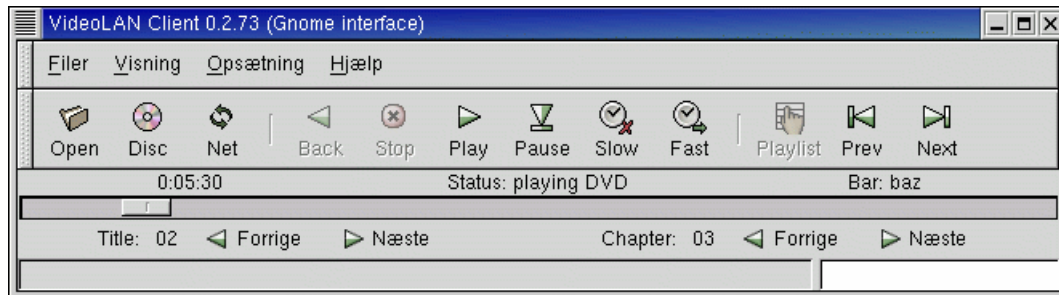 VideoLAN Client 0.2.73 (Gnome interface)
Filer Visning Opsætning Hjælp
Open Disc Net Back Stop Play Pause Slow Fast Playlist Prev Next
0:05:30 Status: playing DVD Bar: baz
Title: 02 Forrige Næste Chapter: 03 Forrige Næste